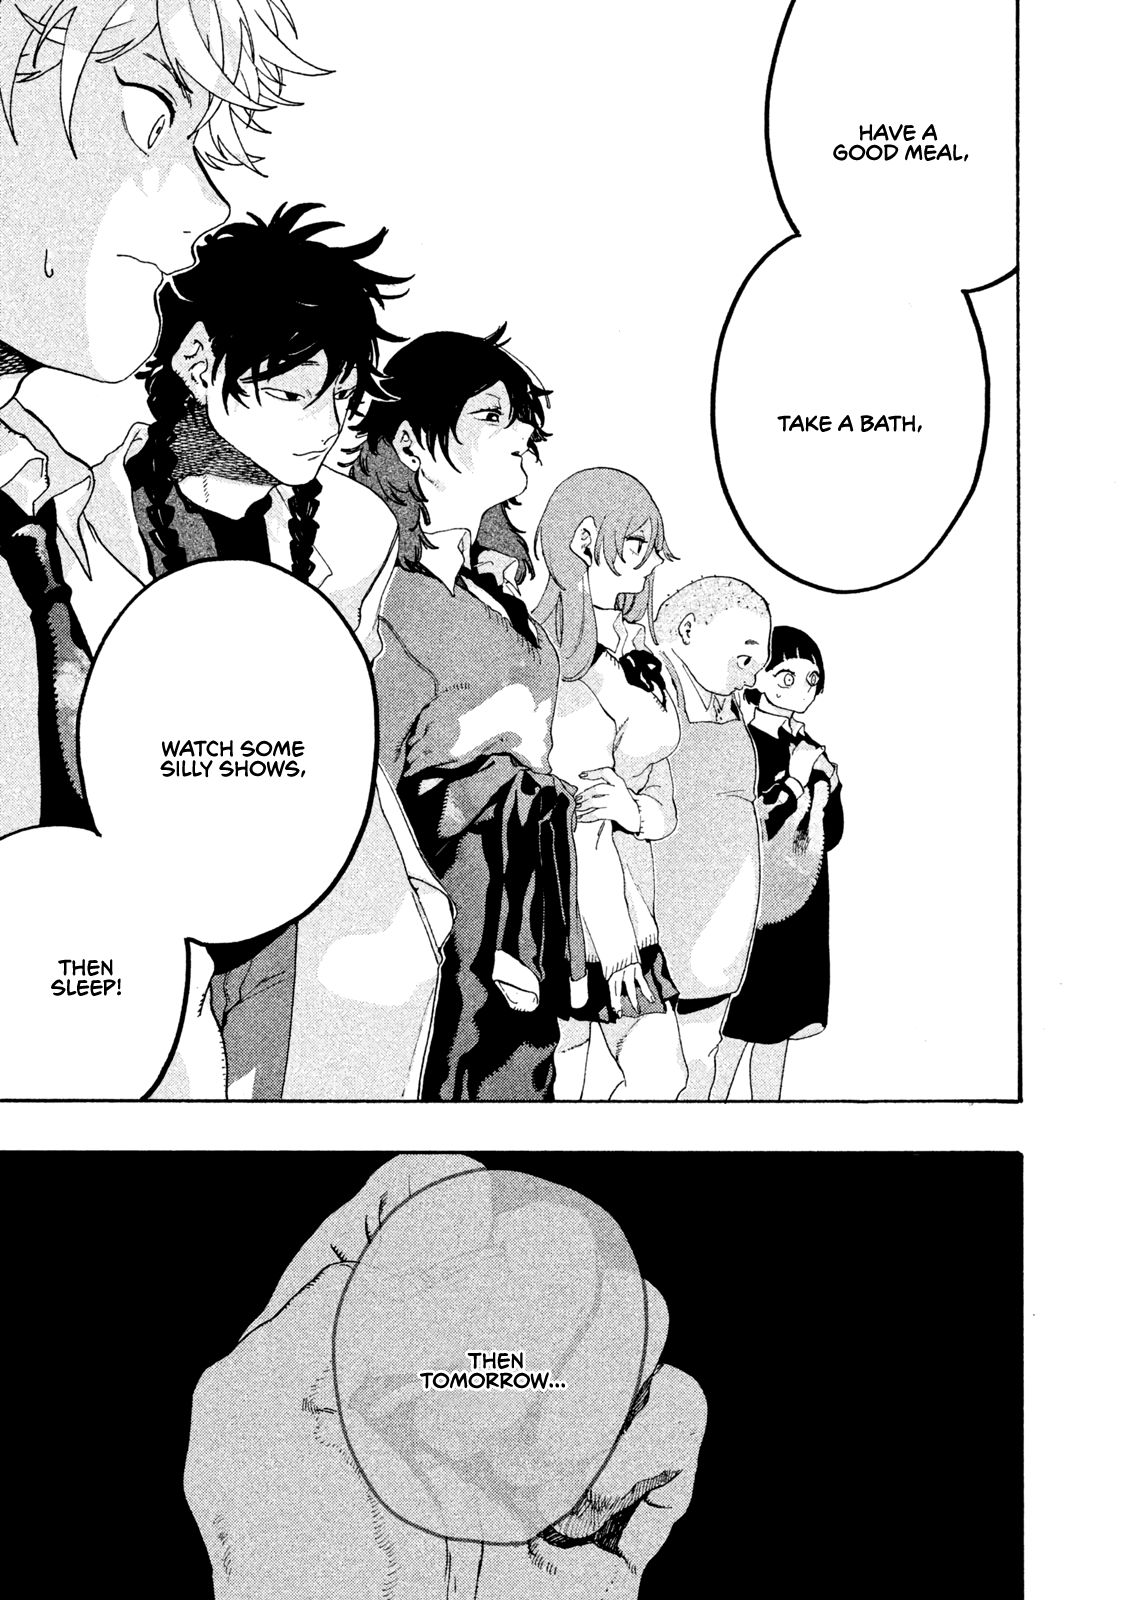 HAVE A
GOOD MEAL,
TAKE A BATH,
WATCH SOME
SILLY SHOWS,
THEN
SLEEP!
THEN
TOMORROW...